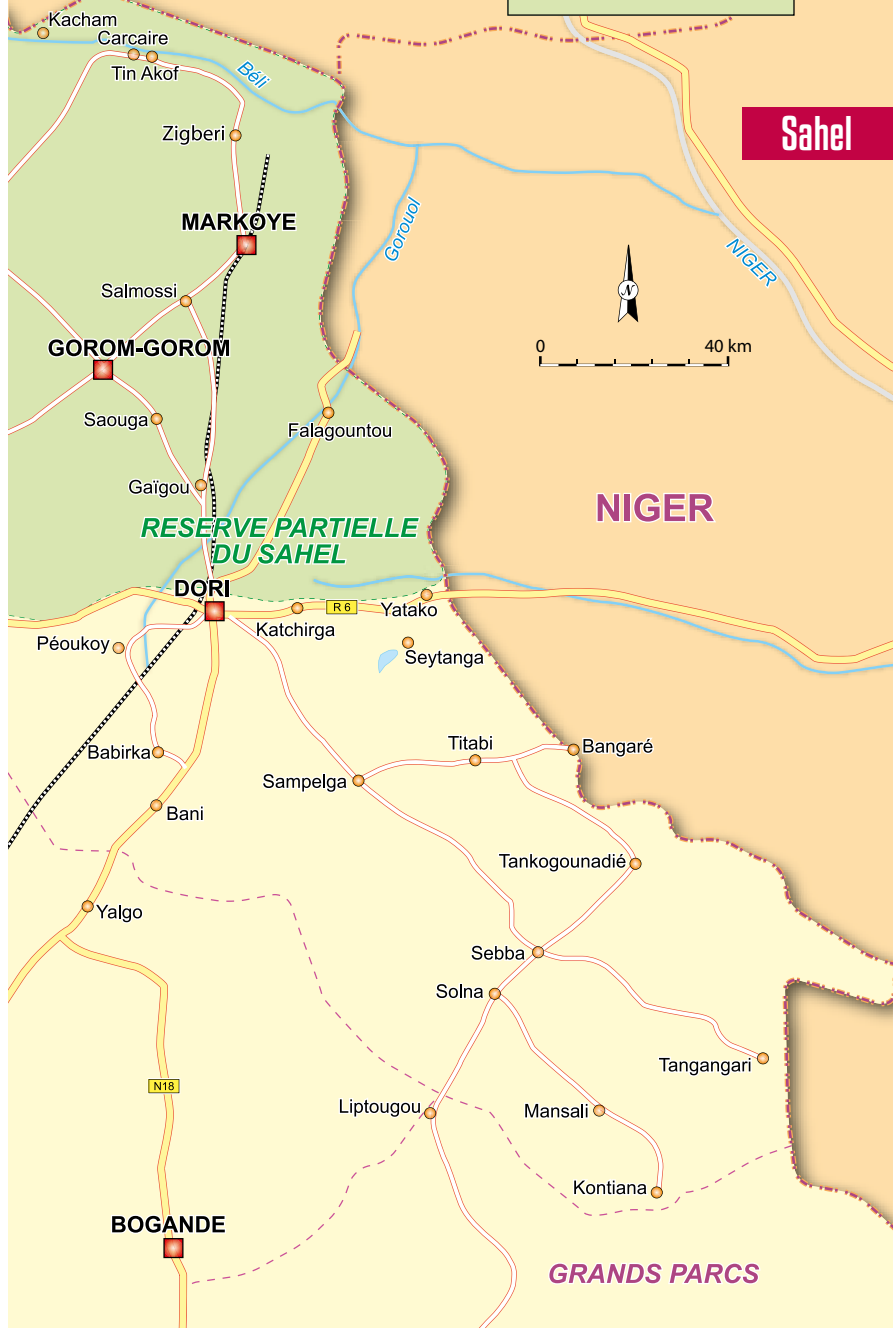 Kacham
Carcaire
Tin Akof
Béli
Zigberi
Sahel
MARKOYE
Gorouol
NIGER
Salmossi
N
0 40 km
GOROM-GOROM
Saouga
Falagountou
Gaïgou
NIGER
RESERVE PARTIELLE
DU SAHEL
DORI
R 6
Yatako
Katchirga
Péoukoy
Seytanga
Babirka
Titabi
Bangaré
Sampelga
Bani
Tankogounadié
Yalgo
Sebba
Solna
Tangangari
N18
Liptougou
Mansali
Kontiana
BOGANDE
GRANDS PARCS